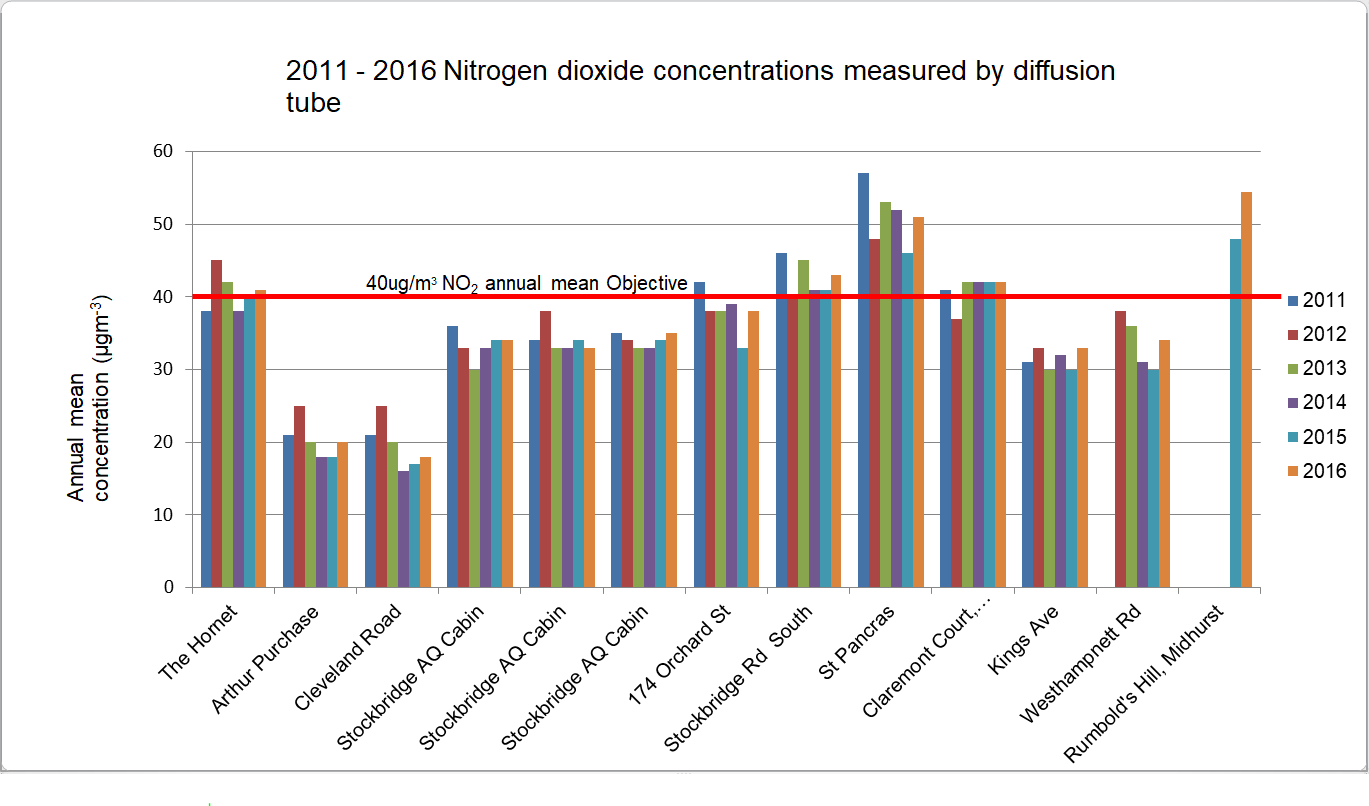 2011 - 2016 Nitrogen dioxide concentrations measured by diffusion
tube
Annual mean
concentration (µgm-³)
60
50
40
30
20
10
0
40ug/m³ NO₂ annual mean Objective
The Hornet
Arthur Purchase
Cleveland Road
Stockbridge AQ Cabin
Stockbridge AQ Cabin
Stockbridge AQ Cabin
174 Orchard St
Stockbridge Rd  South
St Pancras
Claremont Court,...
Kings Ave
Westhampnett Rd
Rumbold's Hill, Midhurst
2011
2012
2013
2014
2015
2016